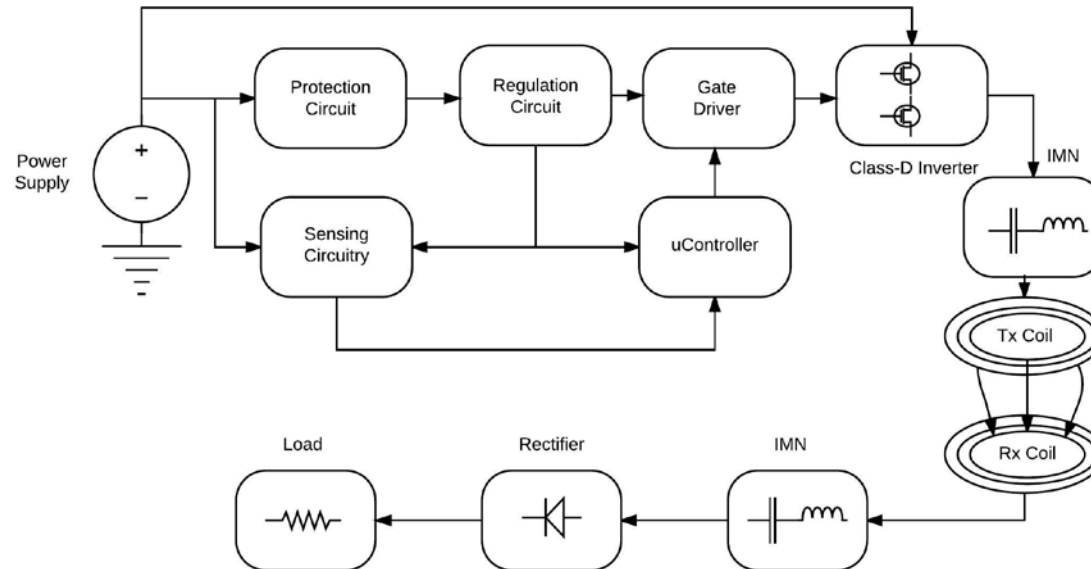 Protection
Circuit
Regulation
Circuit
Gate
Driver
Class-D Inverter
IMN
Power
Supply
+
–
Sensing
Circuitry
uController
Tx Coil
Rx Coil
Load
Rectifier
IMN